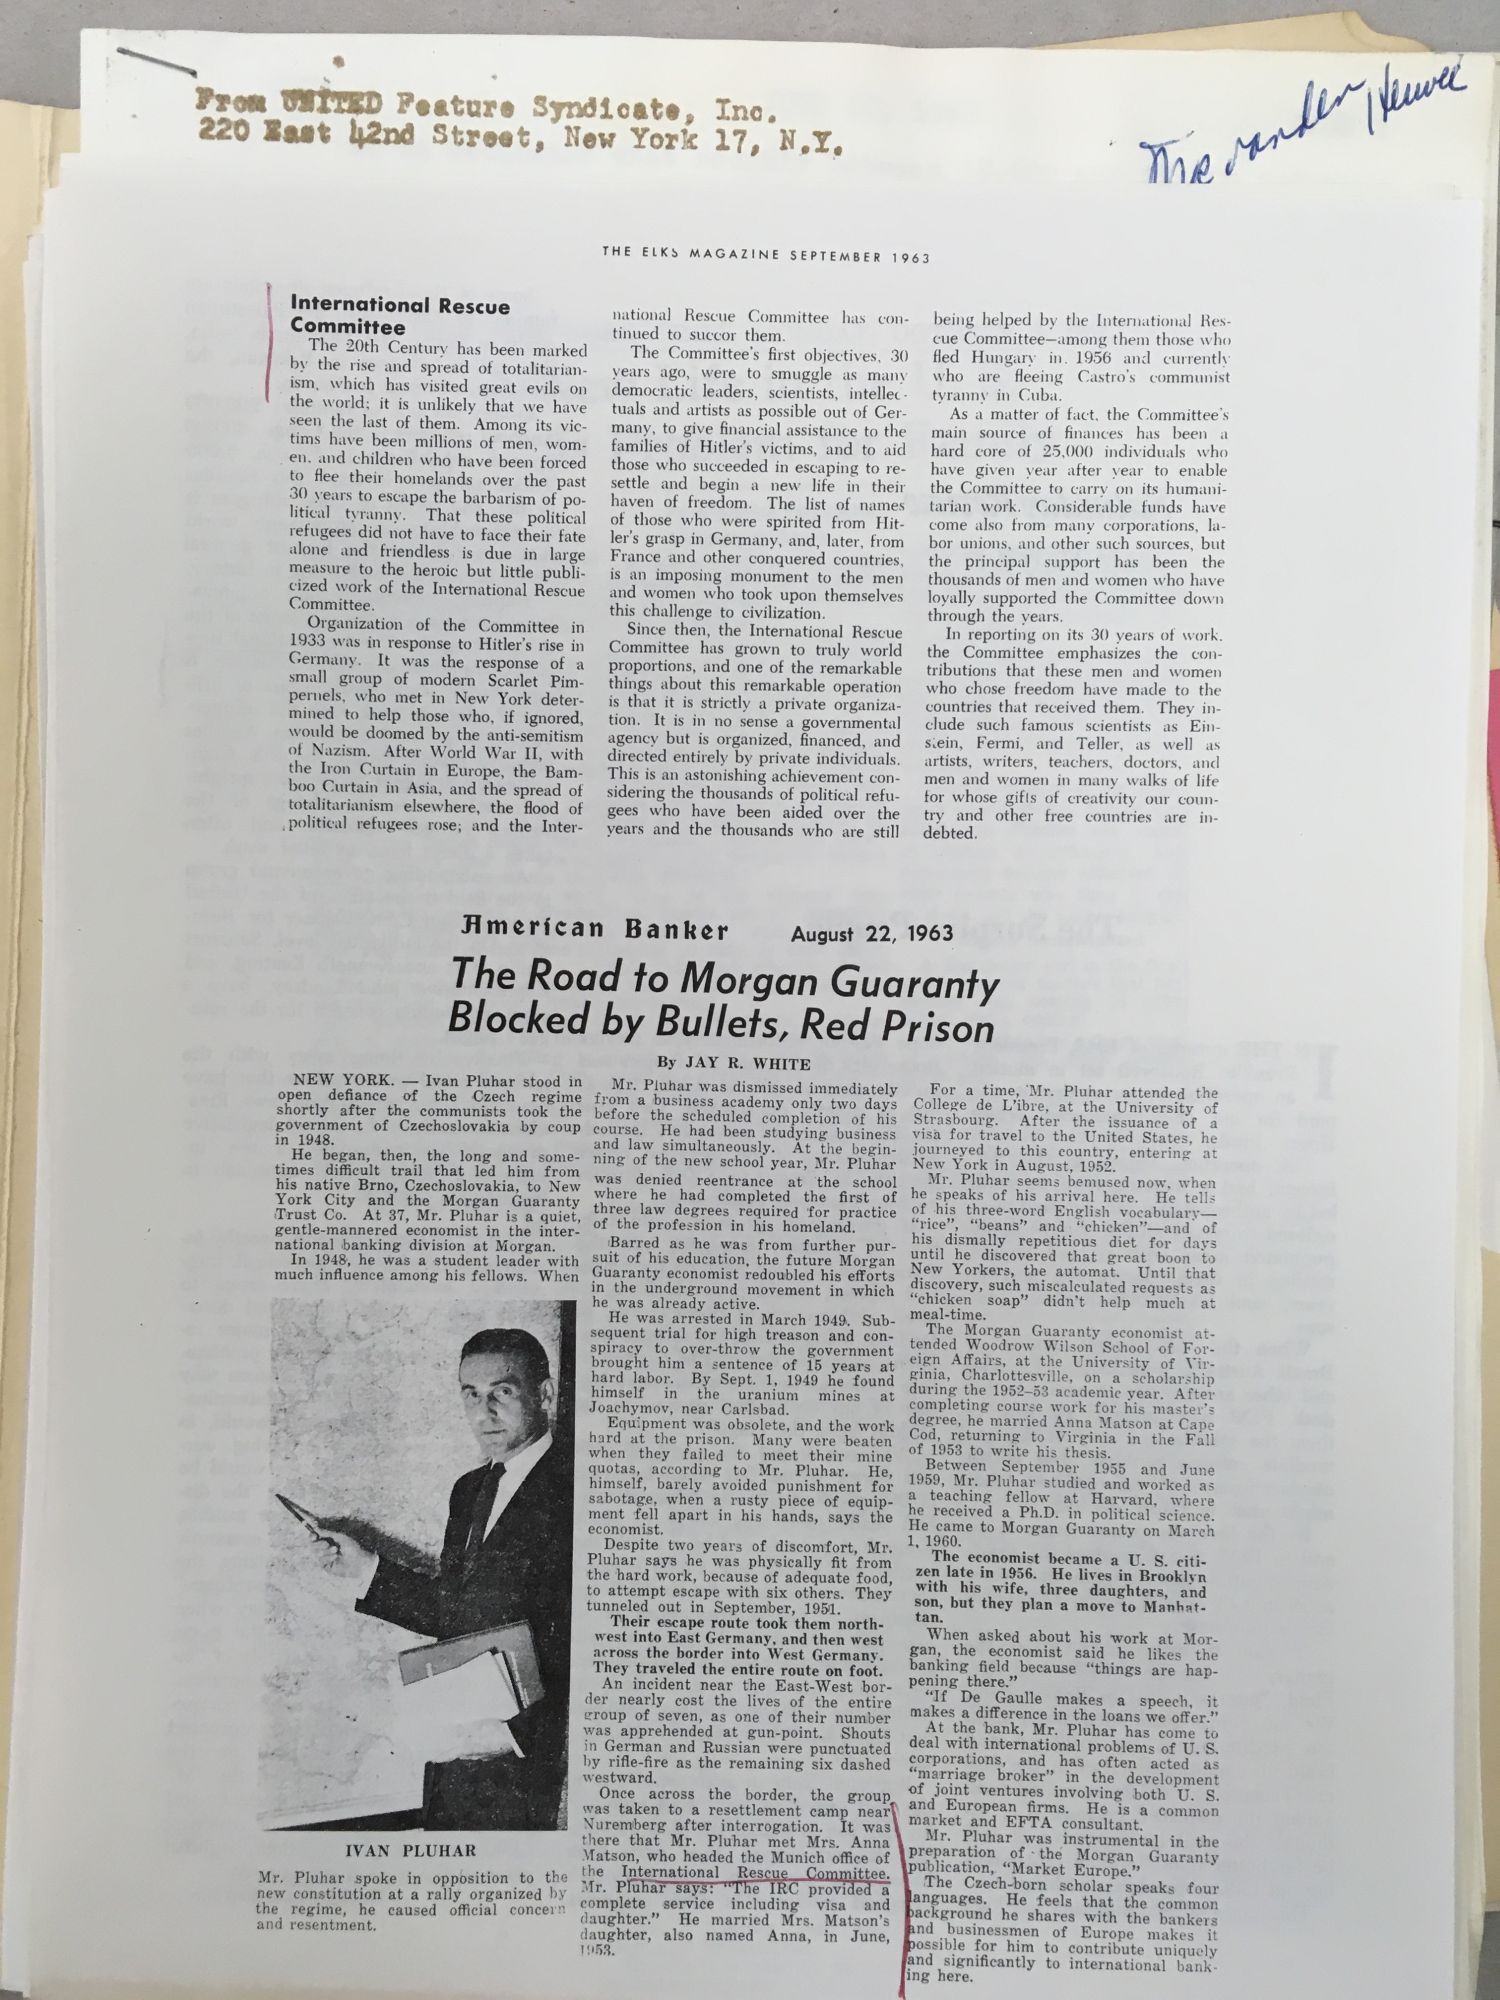 From UNITED Feature Syndicate, Inc.
220 East 42nd Street, New York 17, N.Y.
THE ELKS MAGAZINE SEPTEMBER 1963
International Rescue
Committee
The 20th Century has been marked
by the rise and spread of totalitarian-
ism, which has visited great evils on
the world; it is unlikely that we have
seen the last of them. Among its vic-
tims have been millions of men, wom-
en, and children who have been forced
to flee their homelands over the past
30 years to escape the barbarism of po-
litical tyranny. That these political
refugees did not have to face their fate
alone and friendless is due in large
measure to the heroic but little publi-
cized work of the International Rescue
Committee.
Organization of the Committee in
1933 was in response to Hitler's rise in
Germany. It was the response of a
small group of modern Scarlet Pim-
pernels, who met in New York deter-
mined to help those who, if ignored,
would be doomed by the anti-semitism
of Nazism. After World War II, with
the Iron Curtain in Europe, the Bam-
boo Curtain in Asia, and the spread of
totalitarianism elsewhere, the flood of
political refugees rose; and the Inter-
national Rescue Committee has con-
tinued to succor them.
The Committee's first objectives, 30
years ago, were to smuggle as many
democratic leaders, scientists, intellec-
tuals and artists as possible out of Ger-
many, to give financial assistance to the
families of Hitler's victims, and to aid
those who succeeded in escaping to re-
settle and begin a new life in their
haven of freedom. The list of names
of those who were spirited from Hit-
ler's grasp in Germany, and, later, from
France and other conquered countries,
is an imposing monument to the men
and women who took upon themselves
this challenge to civilization.
Since then, the International Rescue
Committee has grown to truly world
proportions, and one of the remarkable
things about this remarkable operation
is that it is strictly a private organiza-
tion. It is in no sense a governmental
agency but is organized, financed, and
directed entirely by private individuals.
This is an astonishing achievement con-
sidering the thousands of political refu-
gees who have been aided over the
years and the thousands who are still
being helped by the International Res-
cue Committee—among them those who
fled Hungary in 1956 and currently
who are fleeing Castro's communist
tyranny in Cuba.
As a matter of fact, the Committee's
main source of finances has been a
hard core of 25,000 individuals who
have given year after year to enable
the Committee to carry on its humani-
tarian work. Considerable funds have
come also from many corporations, la-
bor unions, and other such sources, but
the principal support has been the
thousands of men and women who have
loyally supported the Committee down
through the years.
In reporting on its 30 years of work,
the Committee emphasizes the con-
tributions that these men and women
who chose freedom have made to the
countries that received them. They in-
clude such famous scientists as Ein-
stein, Fermi, and Teller, as well as
artists, writers, teachers, doctors, and
men and women in many walks of life
for whose gifts of creativity our coun-
try and other free countries are in-
debted.
American Banker August 22, 1963
The Road to Morgan Guaranty
Blocked by Bullets, Red Prison
By JAY R. WHITE
NEW YORK. — Ivan Pluhar stood in
open defiance of the Czech regime
shortly after the communists took the
government of Czechoslovakia by coup
in 1948.
He began, then, the long and some-
times difficult trail that led him from
his native Brno, Czechoslovakia, to New
York City and the Morgan Guaranty
Trust Co. At 37, Mr. Pluhar is a quiet,
gentle-mannered economist in the inter-
national banking division at Morgan.
In 1948, he was a student leader with
much influence among his fellows. When
IVAN PLUHAR
Mr. Pluhar spoke in opposition to the
new constitution at a rally organized by
the regime, he caused official concern
and resentment.
Mr. Pluhar was dismissed immediately
from a business academy only two days
before the scheduled completion of his
course. He had been studying business
and law simultaneously. At the begin-
ning of the new school year, Mr. Pluhar
was denied reentrance at the school
where he had completed the first of
three law degrees required for practice
of the profession in his homeland.
Barred as he was from further pur-
suit of his education, the future Morgan
Guaranty economist redoubled his efforts
in the underground movement in which
he was already active.
He was arrested in March 1949. Sub-
sequent trial for high treason and con-
spiracy to over-throw the government
brought him a sentence of 15 years at
hard labor. By Sept. 1, 1949 he found
himself in the uranium mines at
Joachymov, near Carlsbad.
Equipment was obsolete, and the work
hard at the prison. Many were beaten
when they failed to meet their mine
quotas, according to Mr. Pluhar. He,
himself, barely avoided punishment for
sabotage, when a rusty piece of equip-
ment fell apart in his hands, says the
economist.
Despite two years of discomfort, Mr.
Pluhar says he was physically fit from
the hard work, because of adequate food,
to attempt escape with six others. They
tunneled out in September, 1951.
Their escape route took them north-
west into East Germany, and then west
across the border into West Germany.
They traveled the entire route on foot.
An incident near the East-West bor-
der nearly cost the lives of the entire
group of seven, as one of their number
was apprehended at gun-point. Shouts
in German and Russian were punctuated
by rifle-fire as the remaining six dashed
westward.
Once across the border, the group
was taken to a resettlement camp near
Nuremberg after interrogation. It was
there that Mr. Pluhar met Mrs. Anna
Matson, who headed the Munich office of
the International Rescue Committee.
Mr. Pluhar says: "The IRC provided a
complete service including visa and
daughter." He married Mrs. Matson's
daughter, also named Anna, in June,
1953.
For a time, Mr. Pluhar attended the
College de L'ibre, at the University of
Strasbourg. After the issuance of a
visa for travel to the United States, he
journeyed to this country, entering at
New York in August, 1952.
Mr. Pluhar seems bemused now, when
he speaks of his arrival here. He tells
of his three-word English vocabulary—
"rice", "beans" and "chicken"—and of
his dismally repetitious diet for days
until he discovered that great boon to
New Yorkers, the automat. Until that
discovery, such miscalculated requests as
"chicken soap" didn't help much at
meal-time.
The Morgan Guaranty economist at-
tended Woodrow Wilson School of For-
eign Affairs, at the University of Vir-
ginia, Charlottesville, on a scholarship
during the 1952–53 academic year. After
completing course work for his master's
degree, he married Anna Matson at Cape
Cod, returning to Virginia in the Fall
of 1953 to write his thesis.
Between September 1955 and June
1959, Mr. Pluhar studied and worked as
a teaching fellow at Harvard, where
he received a Ph.D. in political science.
He came to Morgan Guaranty on March
1, 1960.
The economist became a U. S. citi-
zen late in 1956. He lives in Brooklyn
with his wife, three daughters, and
son, but they plan a move to Manhat-
tan.
When asked about his work at Mor-
gan, the economist said he likes the
banking field because "things are hap-
pening there."
"If De Gaulle makes a speech, it
makes a difference in the loans we offer."
At the bank, Mr. Pluhar has come to
deal with international problems of U. S.
corporations, and has often acted as
"marriage broker" in the development
of joint ventures involving both U. S.
and European firms. He is a common
market and EFTA consultant.
Mr. Pluhar was instrumental in the
preparation of the Morgan Guaranty
publication, "Market Europe."
The Czech-born scholar speaks four
languages. He feels that the common
background he shares with the bankers
and businessmen of Europe makes it
possible for him to contribute uniquely
and significantly to international bank-
ing here.